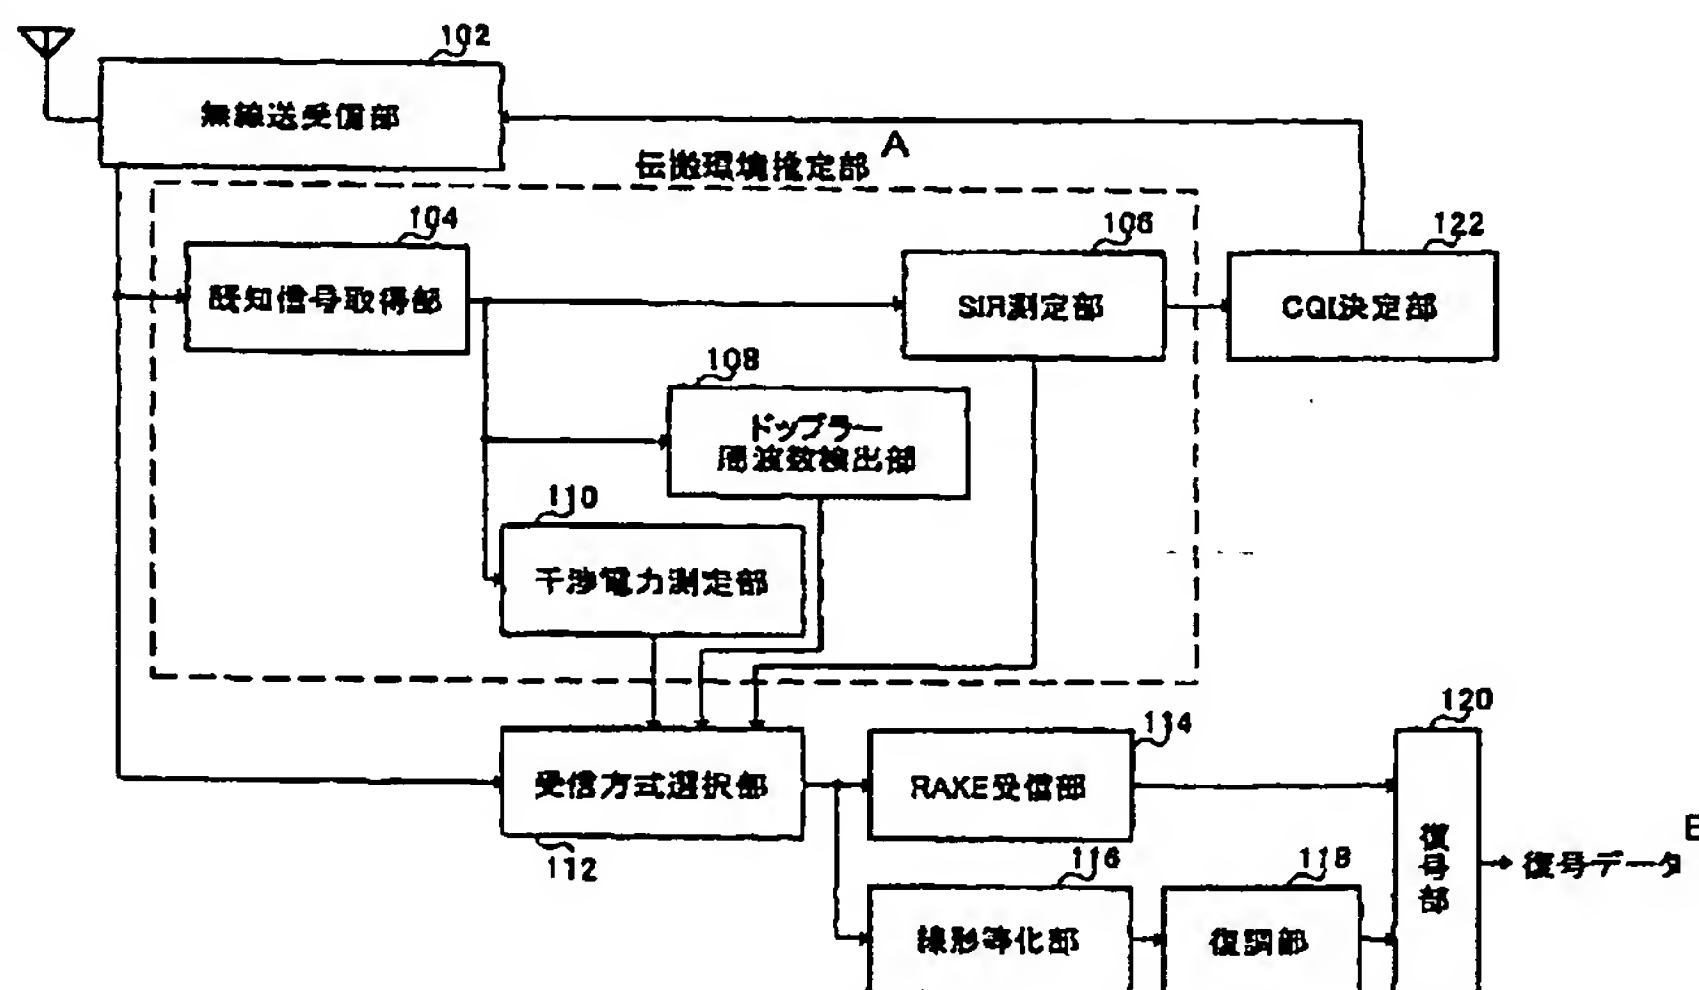 102
無線送受信部
伝搬環境推定部 A
104
既知信号取得部
106
SIR測定部
122
CQI決定部
108
ドップラー
周波数検出部
110
干渉電力測定部
受信方式選択部
112
114
RAKE受信部
116
線形等化部
118
復調部
120
復号部
復号データ